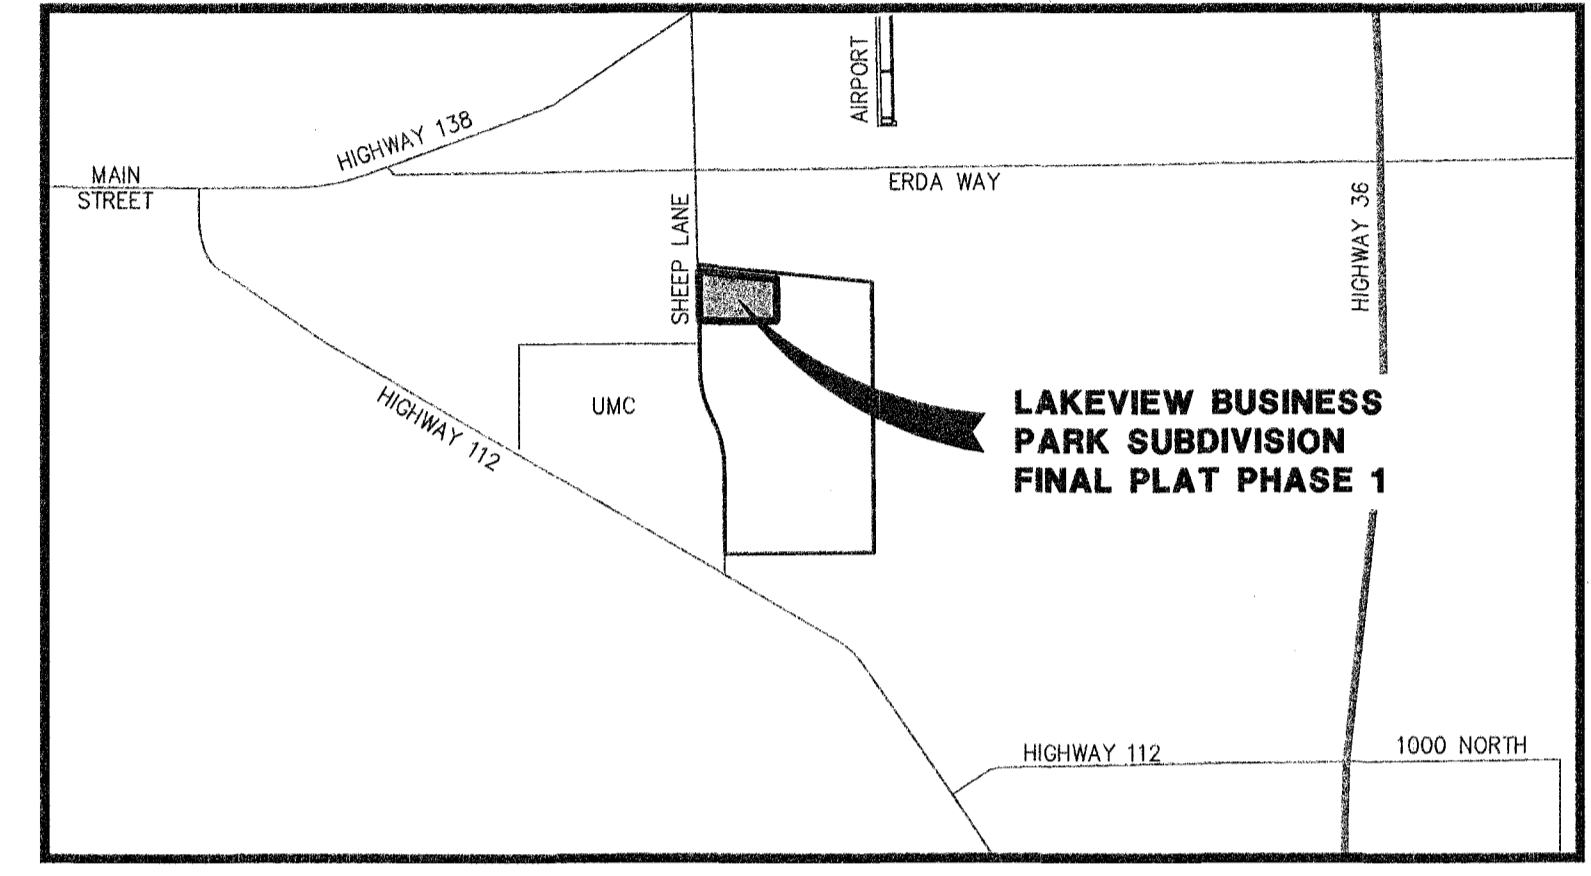 AIRPORT
HIGHWAY 138
MAIN
STREET
ERDA WAY
SHEEP LANE
HIGHWAY 36
UMC
HIGHWAY 112
LAKEVIEW BUSINESS
PARK SUBDIVISION
FINAL PLAT PHASE 1
HIGHWAY 112
1000 NORTH